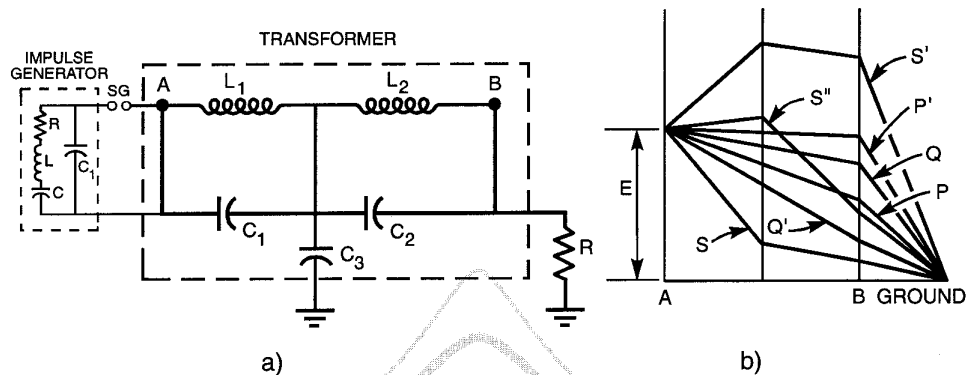 TRANSFORMER
IMPULSE
GENERATOR
SG
A
L1
L2
B
R
L
C
C1
C1
C2
C3
R
a)
E
S'
S"
P'
Q
P
Q'
S
A
B
GROUND
b)